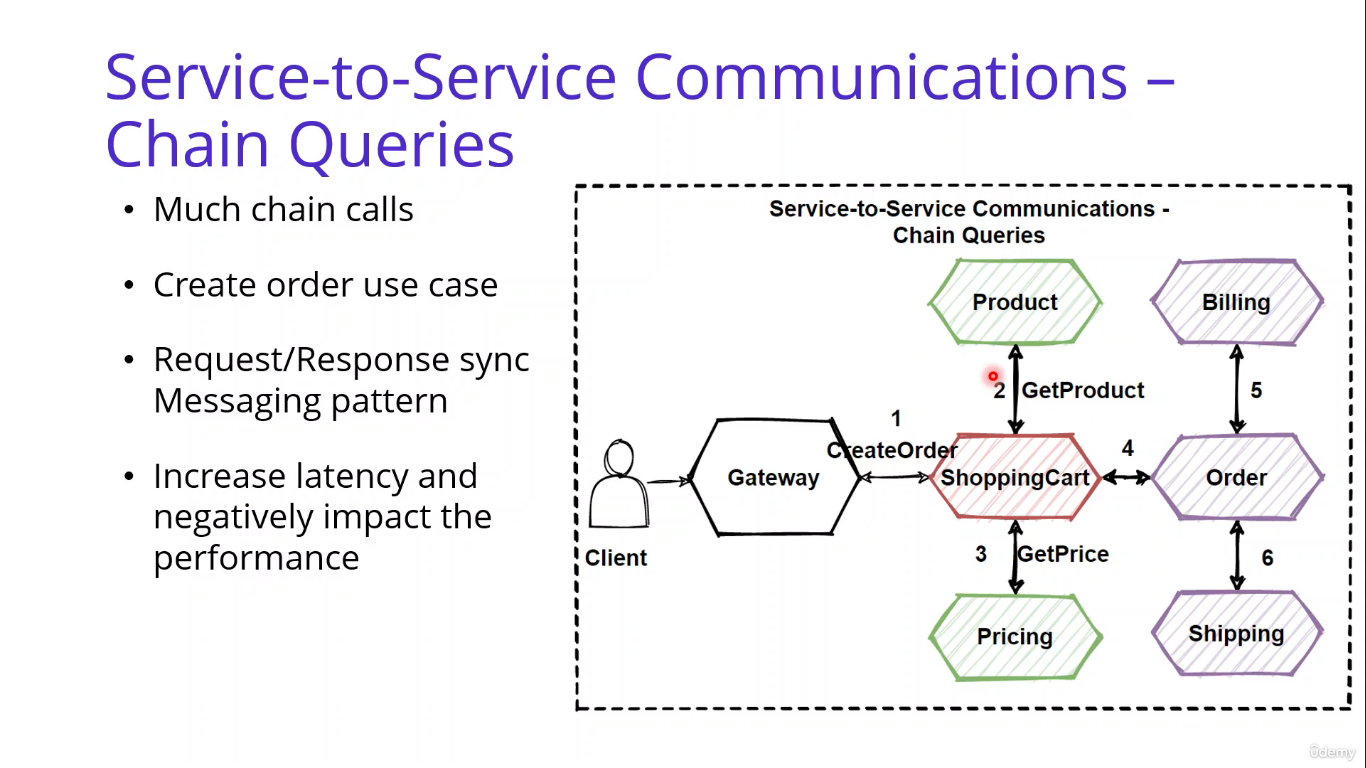 Service-to-Service Communications –
Chain Queries
• Much chain calls
• Create order use case
• Request/Response sync
Messaging pattern
• Increase latency and
negatively impact the
performance
Service-to-Service Communications -
Chain Queries
Product
Billing
2 GetProduct
5
1
CreateOrder
4
Gateway
ShoppingCart
Order
Client
3 GetPrice
6
Pricing
Shipping
ûdemy